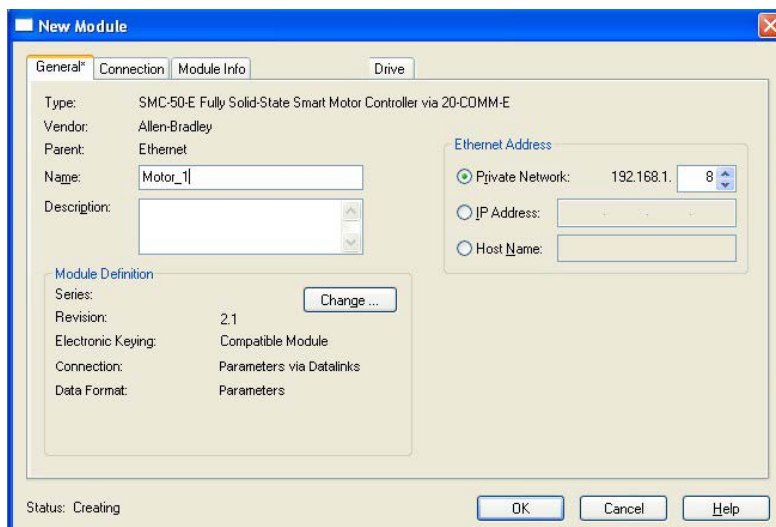 New Module
General* Connection Module Info Drive
Type: SMC-50-E Fully Solid-State Smart Motor Controller via 20-COMM-E
Vendor: Allen-Bradley
Parent: Ethernet
Name: Motor_1
Description:
Ethernet Address
Private Network: 192.168.1. 8
IP Address: . . .
Host Name:
Module Definition
Series: Change ...
Revision: 2.1
Electronic Keying: Compatible Module
Connection: Parameters via Datalinks
Data Format: Parameters
Status: Creating OK Cancel Help